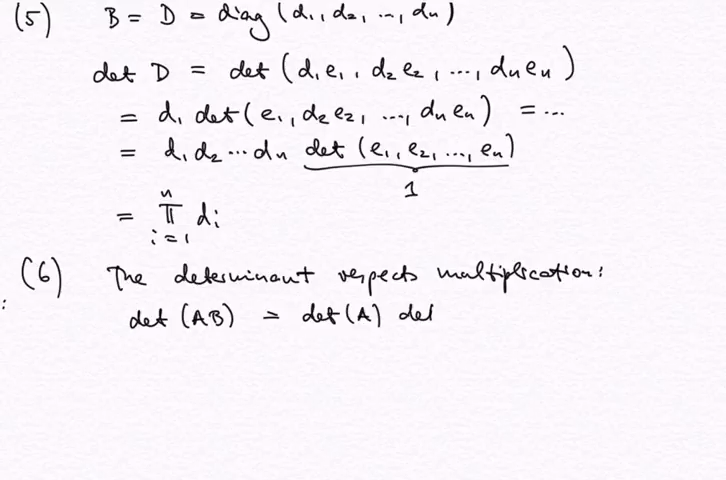 (5) B = D = diag (d₁, d₂, ..., dₙ)
det D = det (d₁e₁, d₂e₂, ..., dₙeₙ)
= d₁ det (e₁, d₂e₂, ..., dₙeₙ) = ...
= d₁d₂ ... dₙ det (e₁, e₂, ..., eₙ)
1
= ∏ᵢ₌₁ⁿ dᵢ
(6) The determinant respects multiplication:
: det (AB) = det (A) det